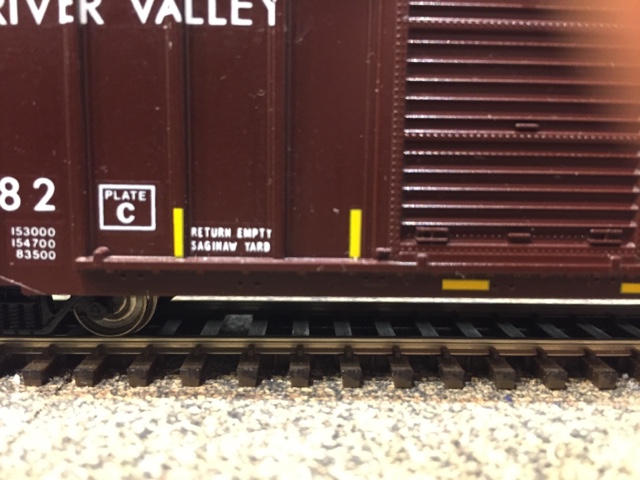 RIVER VALLEY
82
PLATE
C
153000
154700
83500
RETURN EMPTY
SAGINAW YARD